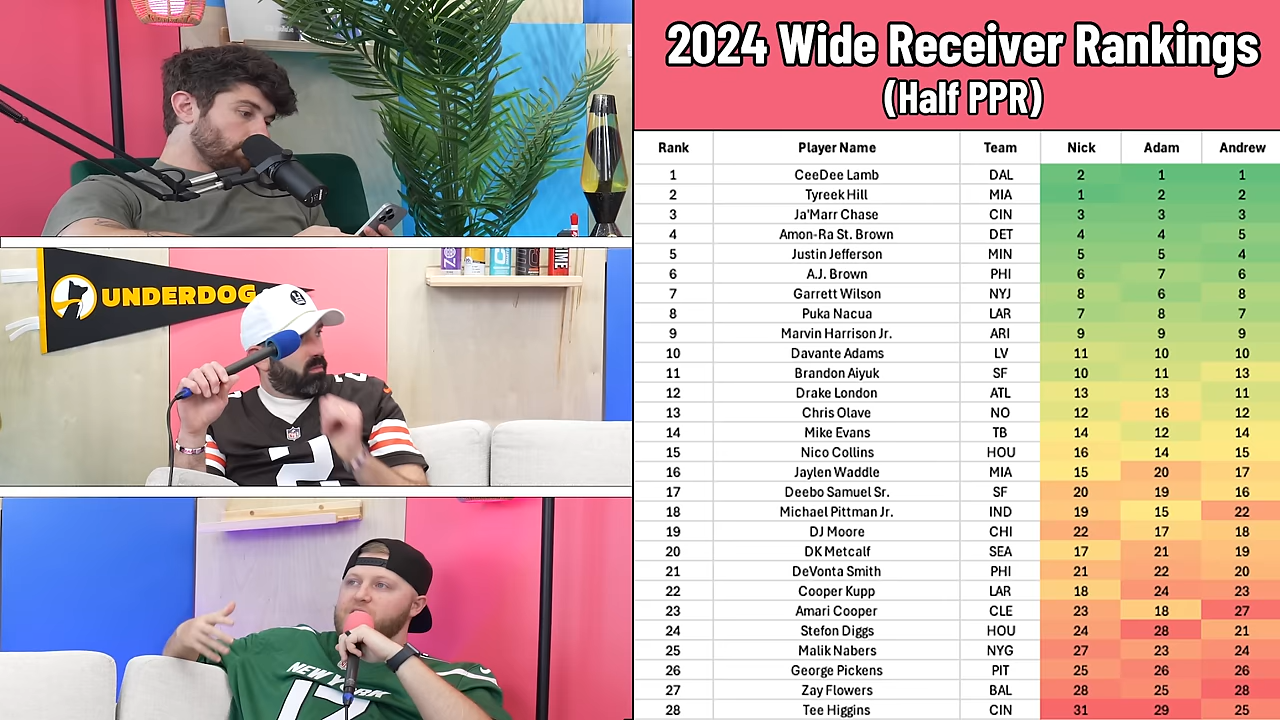 2024 Wide Receiver Rankings
(Half PPR)
Rank Player Name Team Nick Adam Andrew
1 CeeDee Lamb DAL 2 1 1
2 Tyreek Hill MIA 1 2 2
3 Ja'Marr Chase CIN 3 3 3
4 Amon-Ra St. Brown DET 4 4 5
5 Justin Jefferson MIN 5 5 4
6 A.J. Brown PHI 6 7 6
7 Garrett Wilson NYJ 8 6 8
8 Puka Nacua LAR 7 8 7
9 Marvin Harrison Jr. ARI 9 9 9
10 Davante Adams LV 11 10 10
11 Brandon Aiyuk SF 10 11 13
12 Drake London ATL 13 13 11
13 Chris Olave NO 12 16 12
14 Mike Evans TB 14 12 14
15 Nico Collins HOU 16 14 15
16 Jaylen Waddle MIA 15 20 17
17 Deebo Samuel Sr. SF 20 19 16
18 Michael Pittman Jr. IND 19 15 22
19 DJ Moore CHI 22 17 18
20 DK Metcalf SEA 17 21 19
21 DeVonta Smith PHI 21 22 20
22 Cooper Kupp LAR 18 24 23
23 Amari Cooper CLE 23 18 27
24 Stefon Diggs HOU 24 28 21
25 Malik Nabers NYG 27 23 24
26 George Pickens PIT 25 26 26
27 Zay Flowers BAL 28 25 28
28 Tee Higgins CIN 31 29 25
UNDERDOG
2
NEW YORK
17